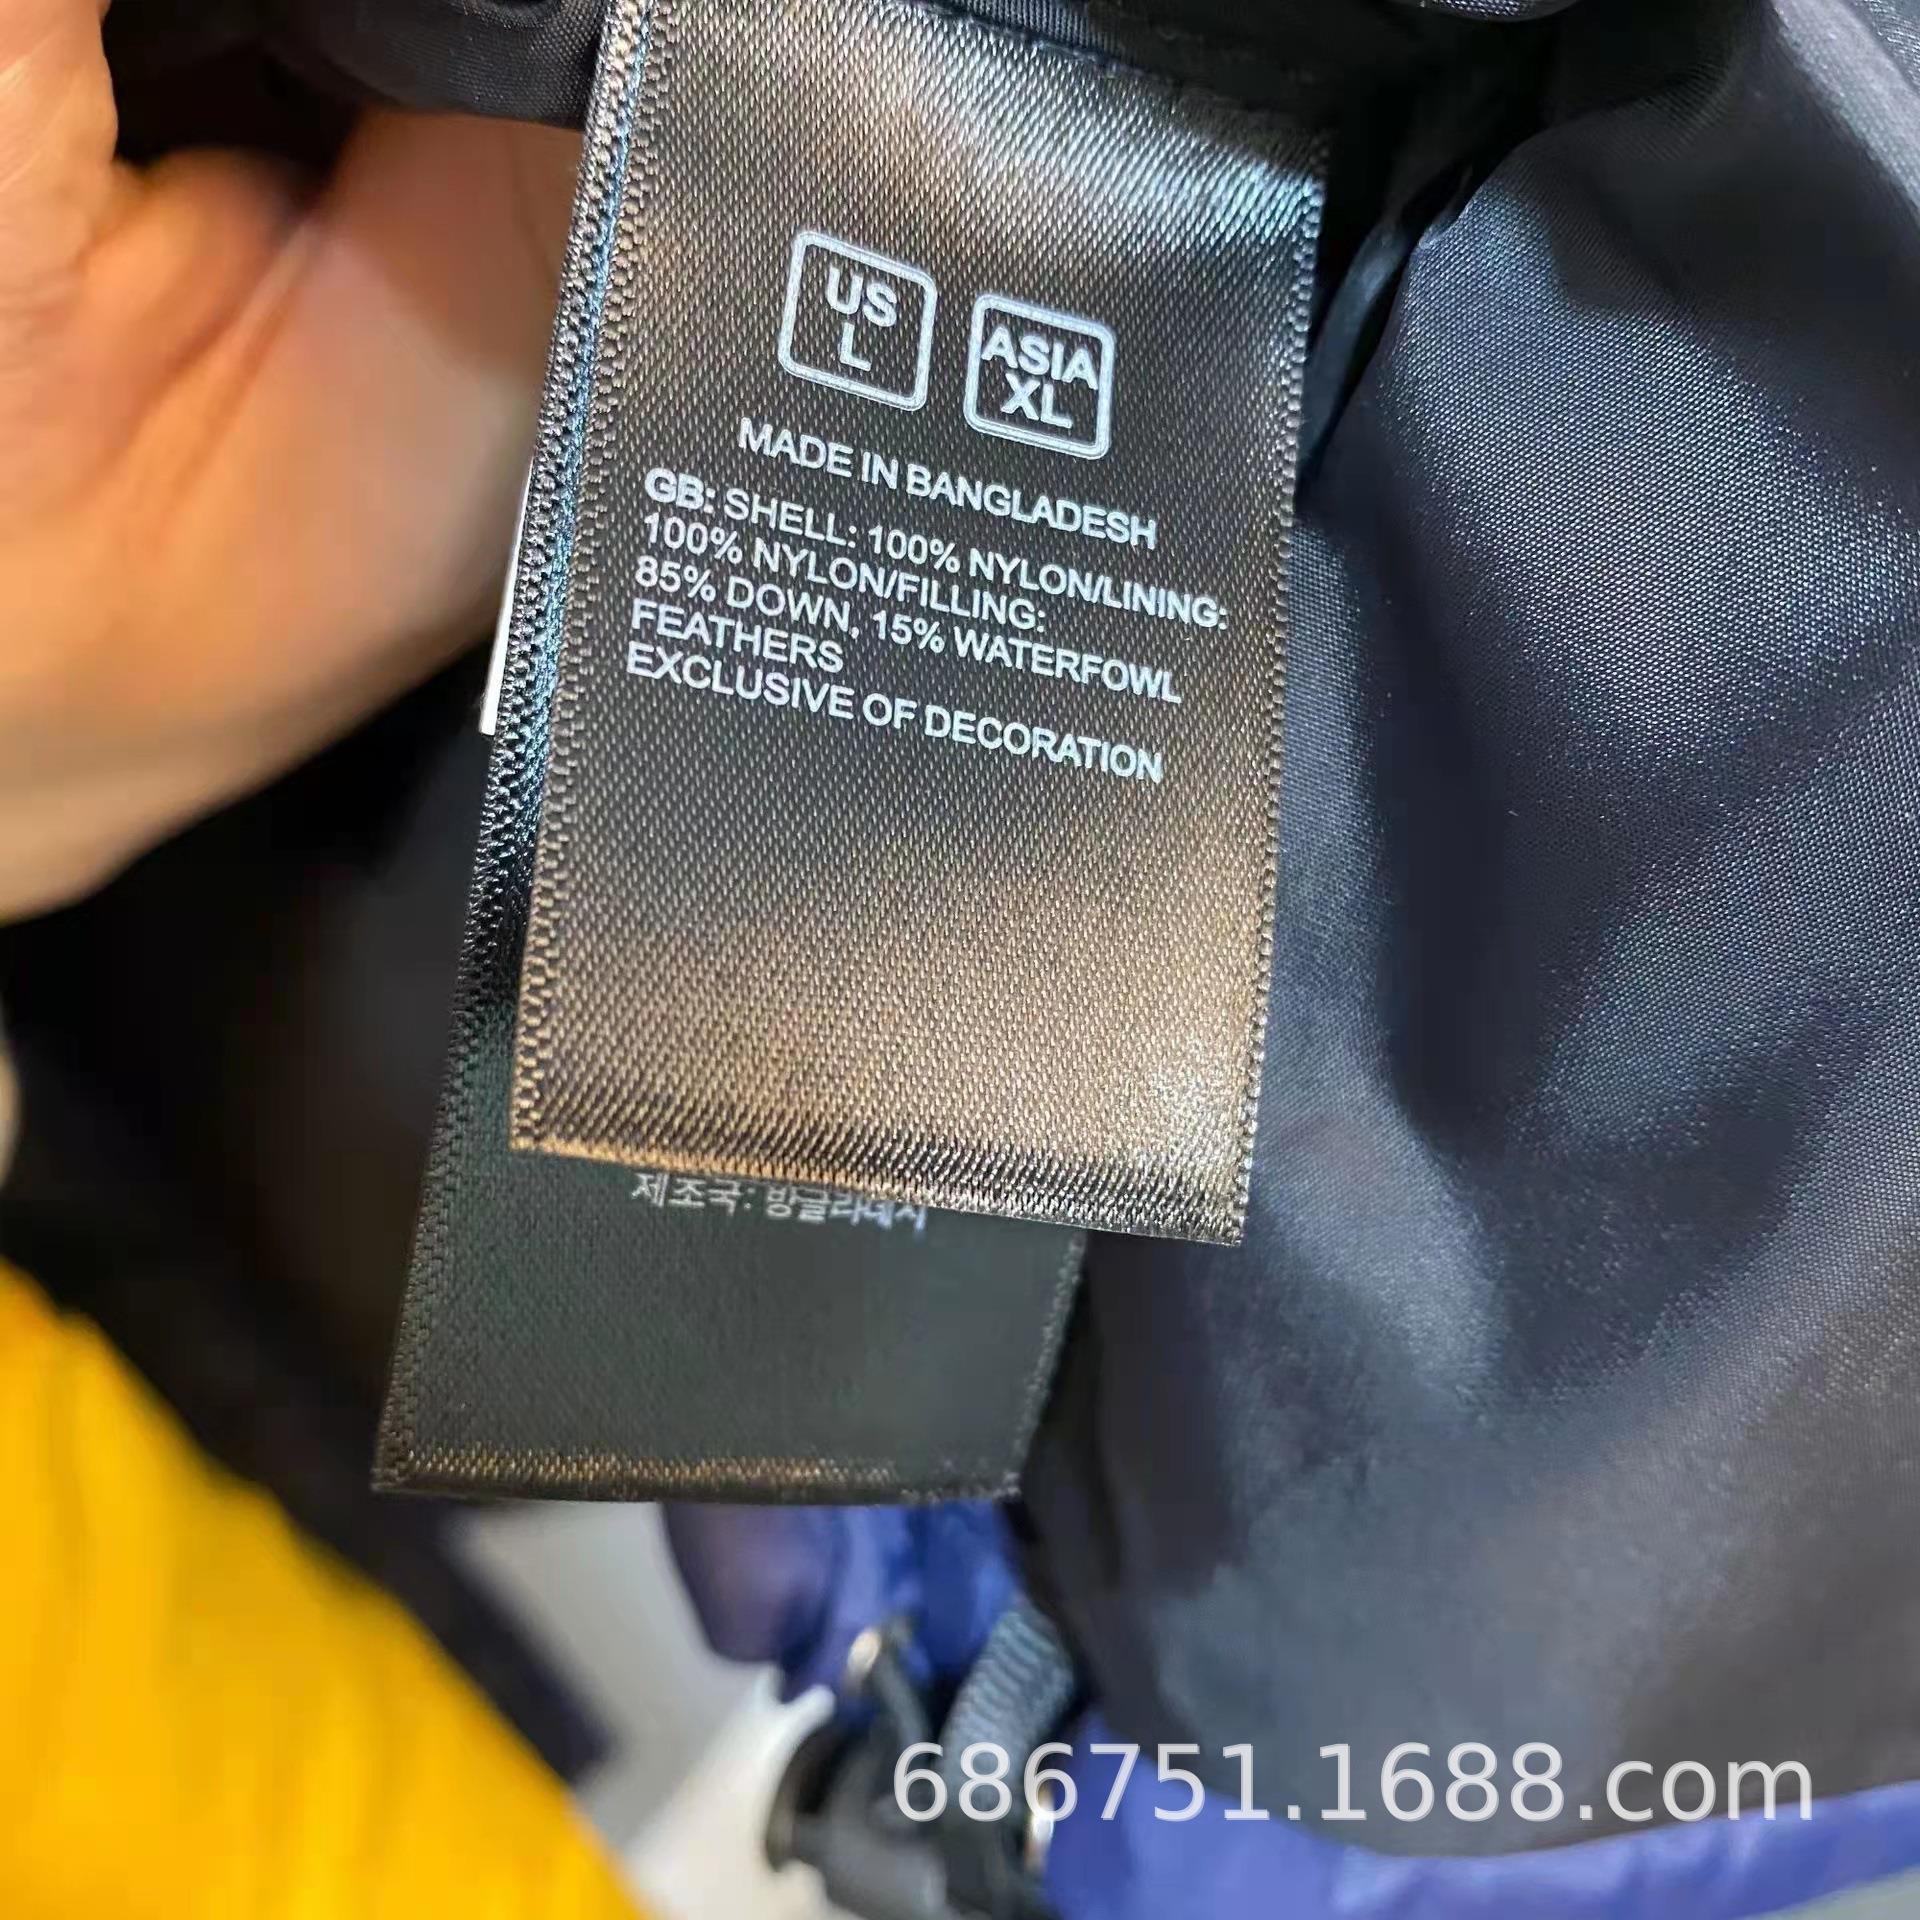 US
L
ASIA
XL
MADE IN BANGLADESH
GB: SHELL: 100% NYLON/LINING:
100% NYLON/FILLING:
85% DOWN, 15% WATERFOWL
FEATHERS
EXCLUSIVE OF DECORATION
제조국: 방글라데시
686751.1688.com